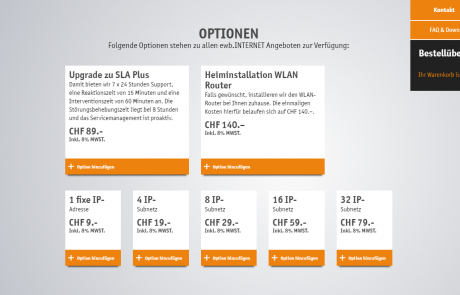 OPTIONEN
Folgende Optionen stehen zu allen ewb.INTERNET Angeboten zur Verfügung:
Kontakt
FAQ & Down
Bestellübe
Ihr Warenkorb is
Upgrade zu SLA Plus
Damit bieten wir 7 x 24 Stunden Support,
eine Reaktionszeit von 15 Minuten und eine
Interventionszeit von 60 Minuten an. Die
Störungsbehebungszeit liegt bei 8 Stunden
und das Servicemanagement ist proaktiv.
CHF 89.-
Inkl. 8% MWST.
+ Option hinzufügen
Heiminstallation WLAN
Router
Falls gewünscht, installieren wir den WLAN-
Router bei Ihnen zuhause. Die einmaligen
Kosten hierfür belaufen sich auf CHF 140.–.
CHF 140.–
Inkl. 8% MWST.
+ Option hinzufügen
1 fixe IP-
Adresse
CHF 9.-
Inkl. 8% MWST.
+ Option hinzufügen
4 IP-
Subnetz
CHF 19.-
Inkl. 8% MWST.
+ Option hinzufügen
8 IP-
Subnetz
CHF 29.-
Inkl. 8% MWST.
+ Option hinzufügen
16 IP-
Subnetz
CHF 59.-
Inkl. 8% MWST.
+ Option hinzufügen
32 IP-
Subnetz
CHF 79.-
Inkl. 8% MWST.
+ Option hinzufügen